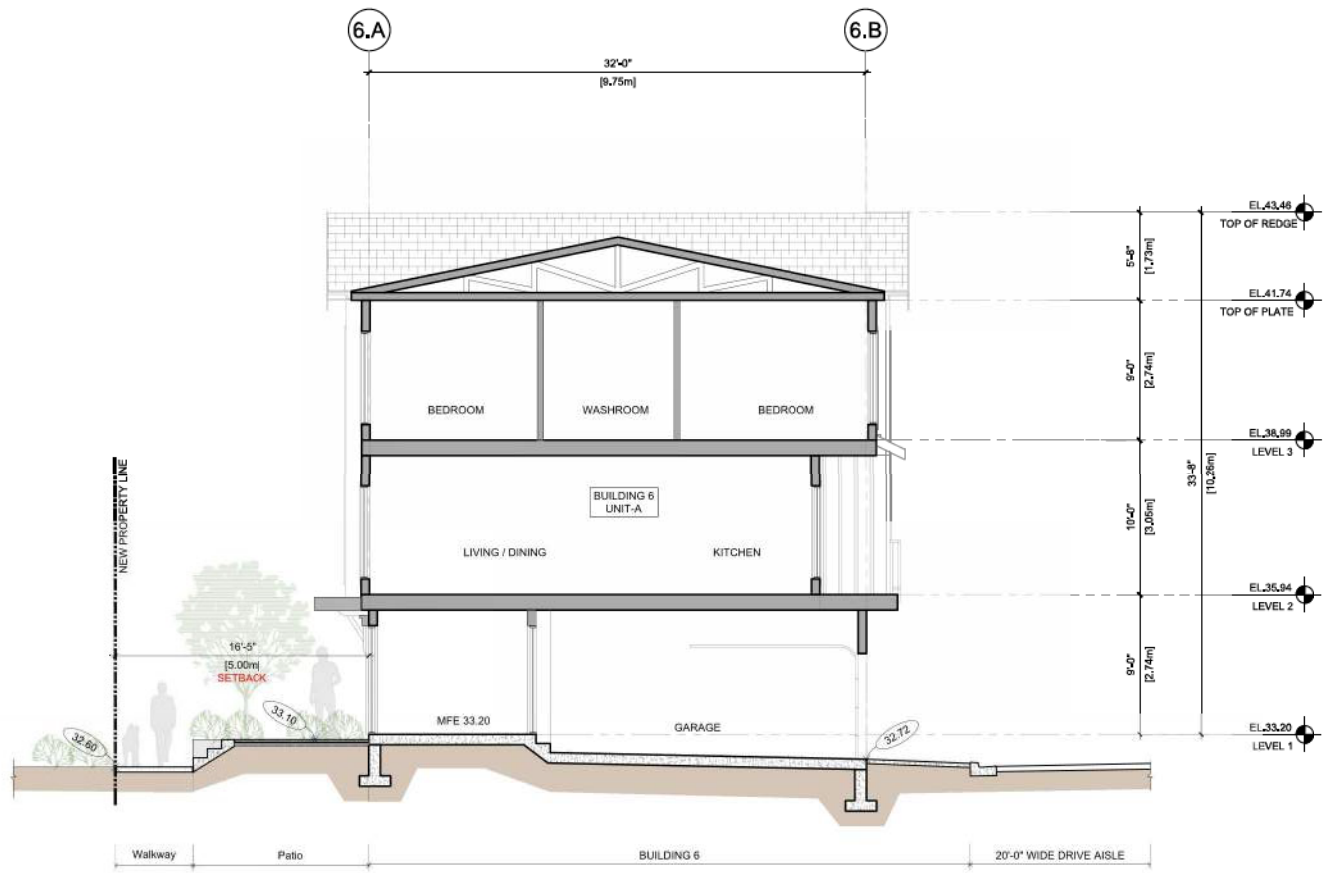 6.A
6.B
32'-0"
[9.75m]
EL.43.46
TOP OF REDGE
5'-8"
[1.73m]
EL.41.74
TOP OF PLATE
9'-0"
[2.74m]
BEDROOM
WASHROOM
BEDROOM
EL.38.99
LEVEL 3
33'-8"
[10.26m]
NEW PROPERTY LINE
BUILDING 6
UNIT-A
10'-0"
[3.05m]
LIVING / DINING
KITCHEN
EL.35.94
LEVEL 2
16'-5"
[5.00m]
SETBACK
9'-0"
[2.74m]
33.10
MFE 33.20
GARAGE
32.60
32.72
EL.33.20
LEVEL 1
Walkway
Patio
BUILDING 6
20'-0" WIDE DRIVE AISLE